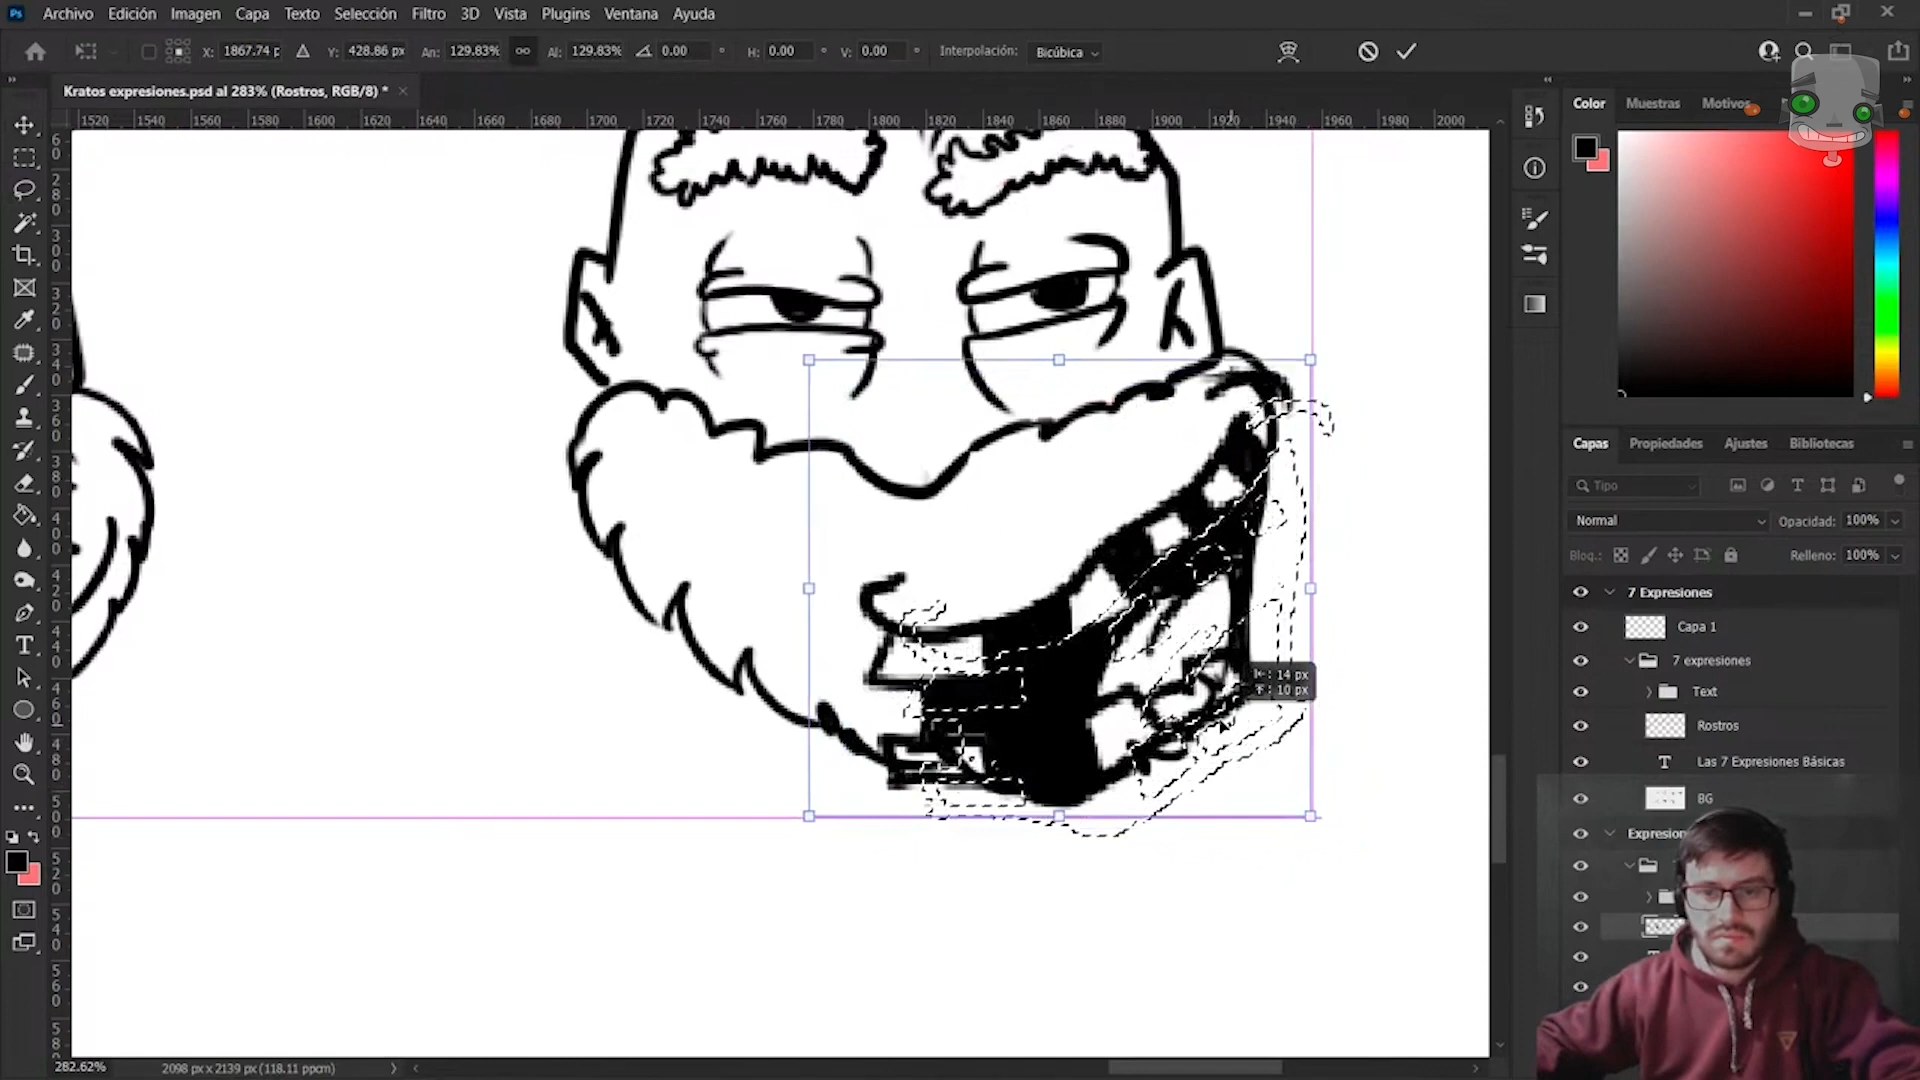 Ps Archivo Edición Imagen Capa Texto Selección Filtro 3D Vista Plugins Ventana Ayuda
X: 1867.74 p Y: 428.86 px An: 129.83% Al: 129.83% 0.00 ° H: 0.00 ° V: 0.00 ° Interpolación: Bicúbica
Kratos expresiones.psd al 283% (Rostros, RGB/8) * ×
1520 1540 1560 1580 1600 1620 1640 1660 1680 1700 1720 1740 1760 1780 1800 1820 1840 1860 1880 1900 1920 1940 1960 1980 2000
Color Muestras Motivos
Capas Propiedades Ajustes Bibliotecas
Tipo
Normal Opacidad: 100%
Bloq.: Relleno: 100%
7 Expresiones
Capa 1
7 expresiones
Text
Rostros
T Las 7 Expresiones Básicas
BG
Expresion
14 px
10 px
282.62% 2098 px x 2139 px (118.11 ppcm)